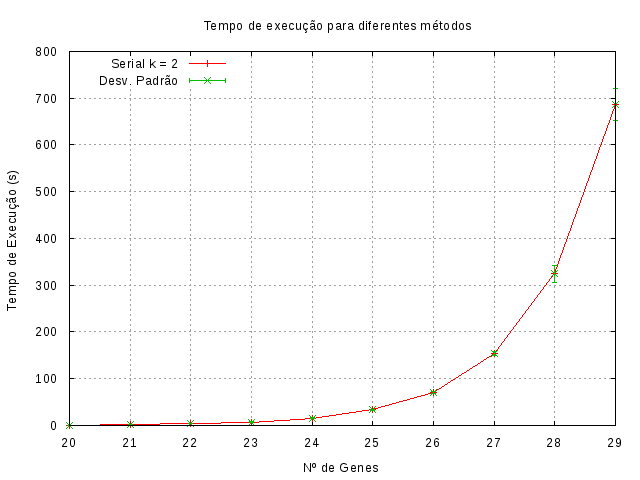 Tempo de execução para diferentes métodos
800
700
600
500
400
300
200
100
0
Serial k = 2
Desv. Padrão
Tempo de Execução (s)
20 21 22 23 24 25 26 27 28 29
Nº de Genes